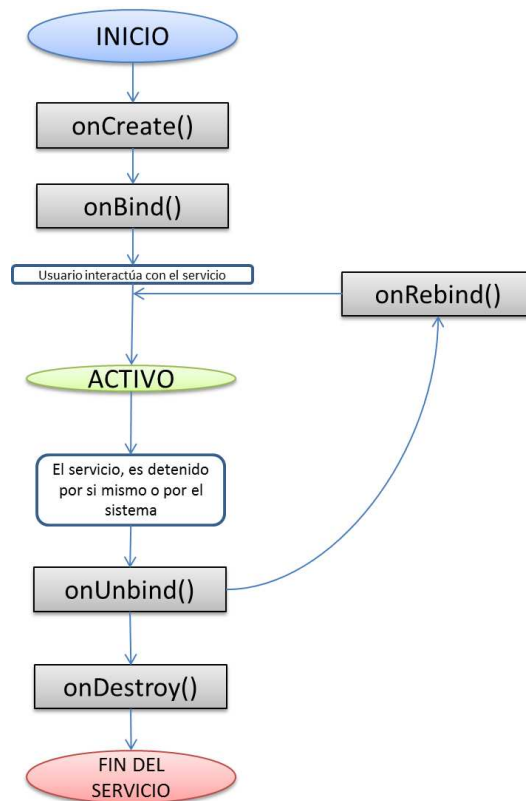 INICIO
onCreate()
onBind()
Usuario interactúa con el servicio
onRebind()
ACTIVO
El servicio, es detenido
por si mismo o por el
sistema
onUnbind()
onDestroy()
FIN DEL
SERVICIO